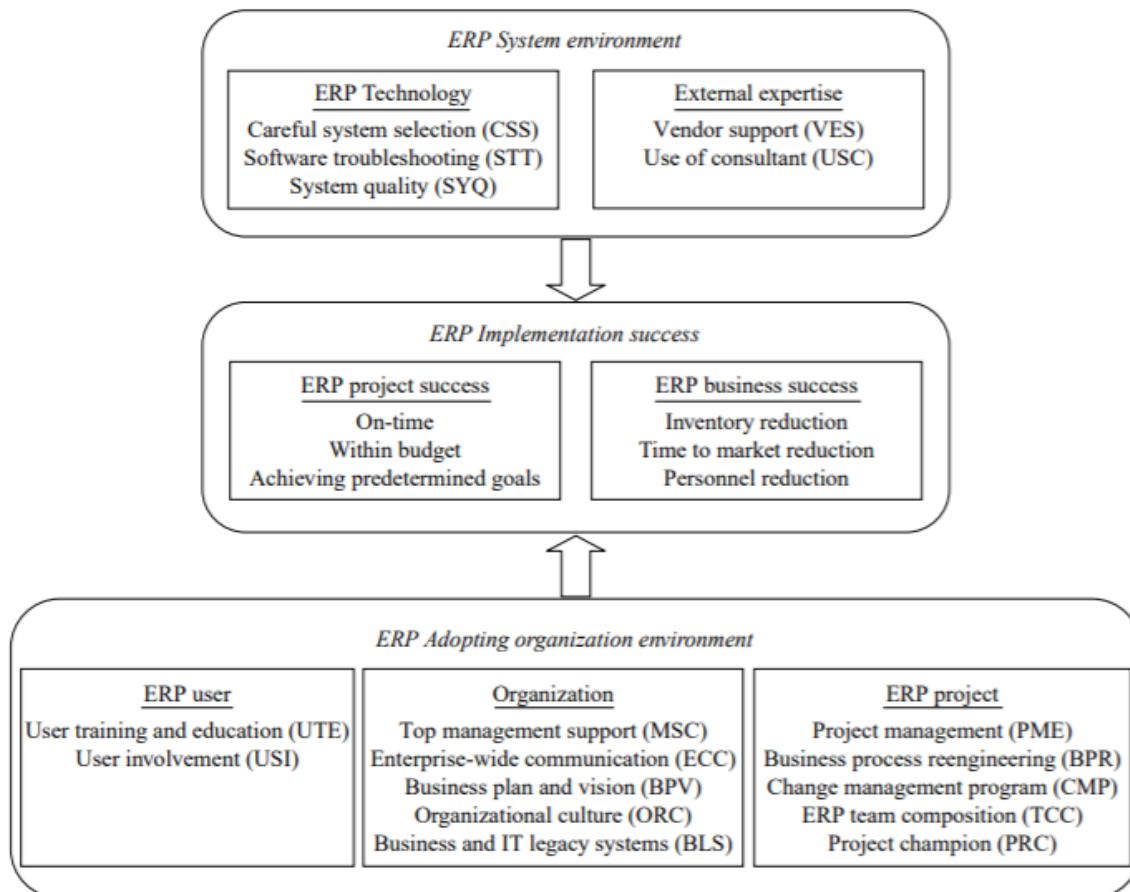 ERP System environment
ERP Technology
Careful system selection (CSS)
Software troubleshooting (STT)
System quality (SYQ)
External expertise
Vendor support (VES)
Use of consultant (USC)
ERP Implementation success
ERP project success
On-time
Within budget
Achieving predetermined goals
ERP business success
Inventory reduction
Time to market reduction
Personnel reduction
ERP Adopting organization environment
ERP user
User training and education (UTE)
User involvement (USI)
Organization
Top management support (MSC)
Enterprise-wide communication (ECC)
Business plan and vision (BPV)
Organizational culture (ORC)
Business and IT legacy systems (BLS)
ERP project
Project management (PME)
Business process reengineering (BPR)
Change management program (CMP)
ERP team composition (TCC)
Project champion (PRC)